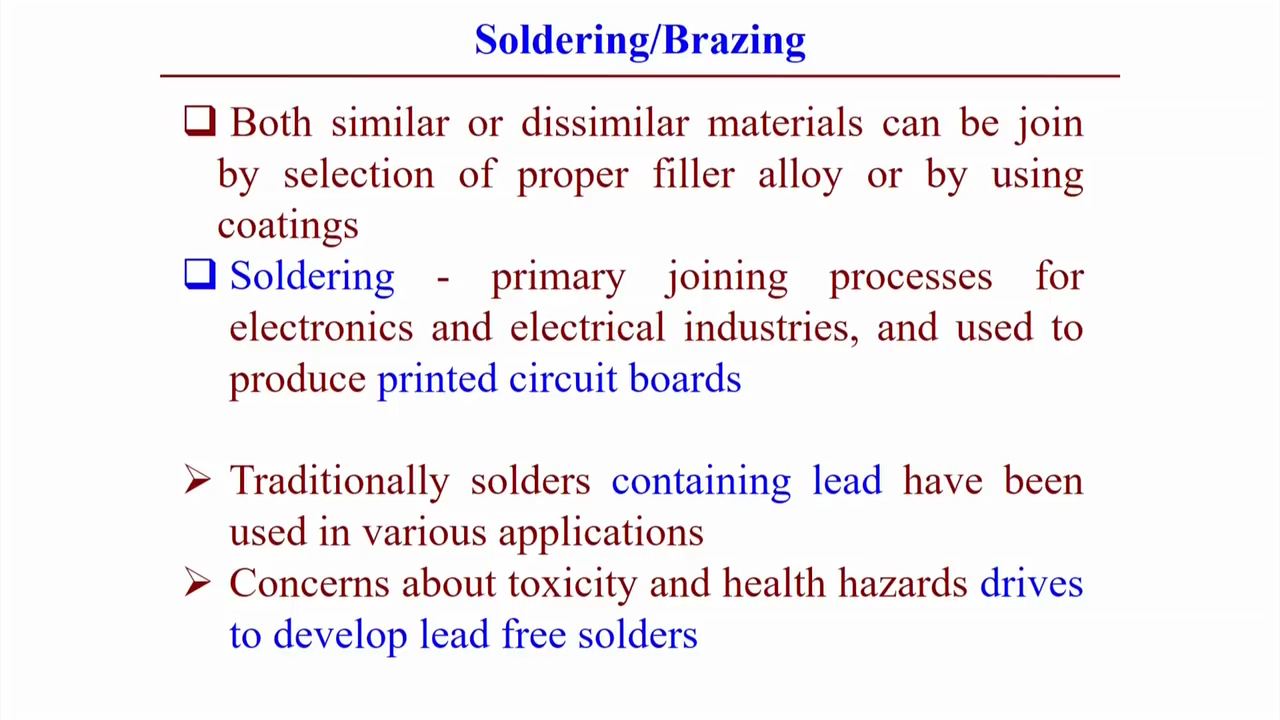 Soldering/Brazing
❑ Both similar or dissimilar materials can be join
by selection of proper filler alloy or by using
coatings
❑ Soldering - primary joining processes for
electronics and electrical industries, and used to
produce printed circuit boards
➢ Traditionally solders containing lead have been
used in various applications
➢ Concerns about toxicity and health hazards drives
to develop lead free solders